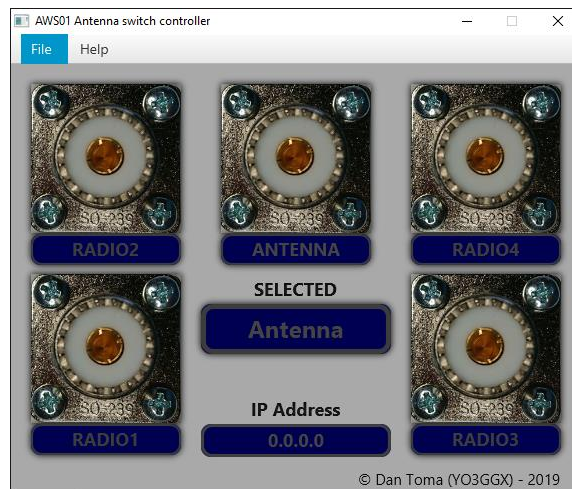 AWS01 Antenna switch controller
File Help
SO-239
SO-239
SO-239
RADIO2 ANTENNA RADIO4
SELECTED
Antenna
SO-239
SO-239
IP Address
RADIO1 0.0.0.0 RADIO3
© Dan Toma (YO3GGX) - 2019